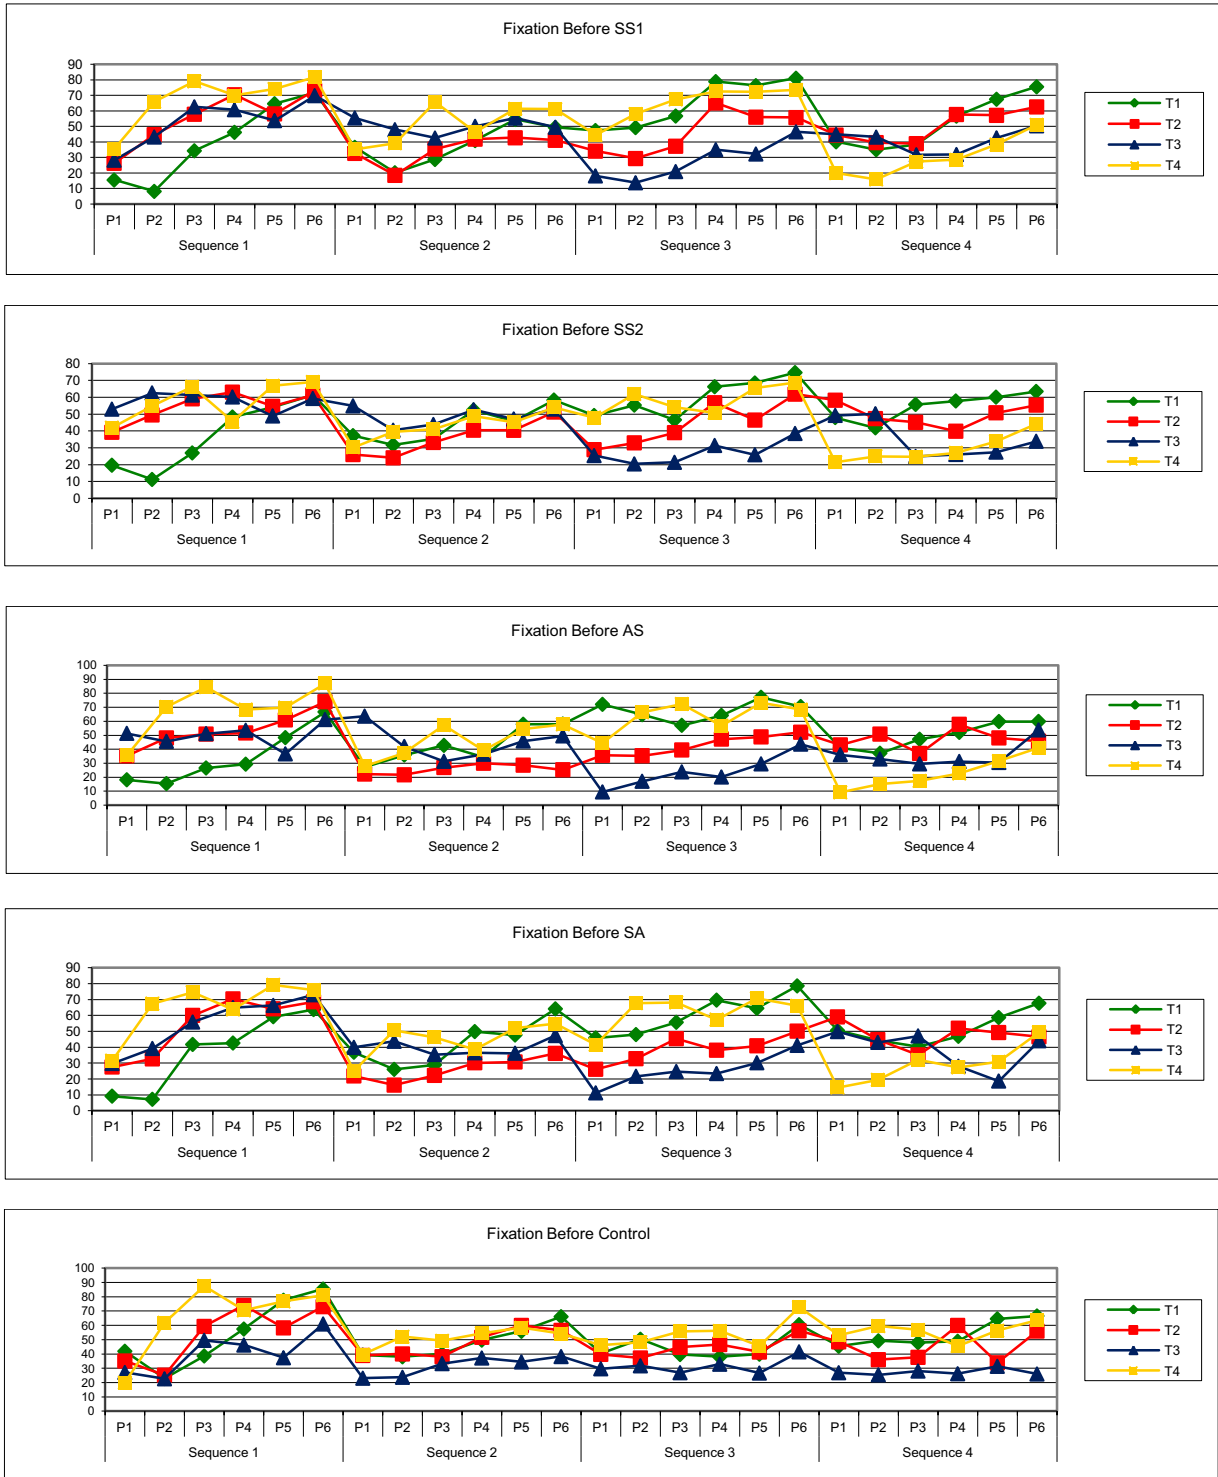 Fixation Before SS1
90
80
70
60
50
40
30
20
10
0
P1 P2 P3 P4 P5 P6 P1 P2 P3 P4 P5 P6 P1 P2 P3 P4 P5 P6 P1 P2 P3 P4 P5 P6
Sequence 1 Sequence 2 Sequence 3 Sequence 4
T1
T2
T3
T4
Fixation Before SS2
80
70
60
50
40
30
20
10
0
P1 P2 P3 P4 P5 P6 P1 P2 P3 P4 P5 P6 P1 P2 P3 P4 P5 P6 P1 P2 P3 P4 P5 P6
Sequence 1 Sequence 2 Sequence 3 Sequence 4
T1
T2
T3
T4
Fixation Before AS
100
90
80
70
60
50
40
30
20
10
0
P1 P2 P3 P4 P5 P6 P1 P2 P3 P4 P5 P6 P1 P2 P3 P4 P5 P6 P1 P2 P3 P4 P5 P6
Sequence 1 Sequence 2 Sequence 3 Sequence 4
T1
T2
T3
T4
Fixation Before SA
90
80
70
60
50
40
30
20
10
0
P1 P2 P3 P4 P5 P6 P1 P2 P3 P4 P5 P6 P1 P2 P3 P4 P5 P6 P1 P2 P3 P4 P5 P6
Sequence 1 Sequence 2 Sequence 3 Sequence 4
T1
T2
T3
T4
Fixation Before Control
100
90
80
70
60
50
40
30
20
10
0
P1 P2 P3 P4 P5 P6 P1 P2 P3 P4 P5 P6 P1 P2 P3 P4 P5 P6 P1 P2 P3 P4 P5 P6
Sequence 1 Sequence 2 Sequence 3 Sequence 4
T1
T2
T3
T4